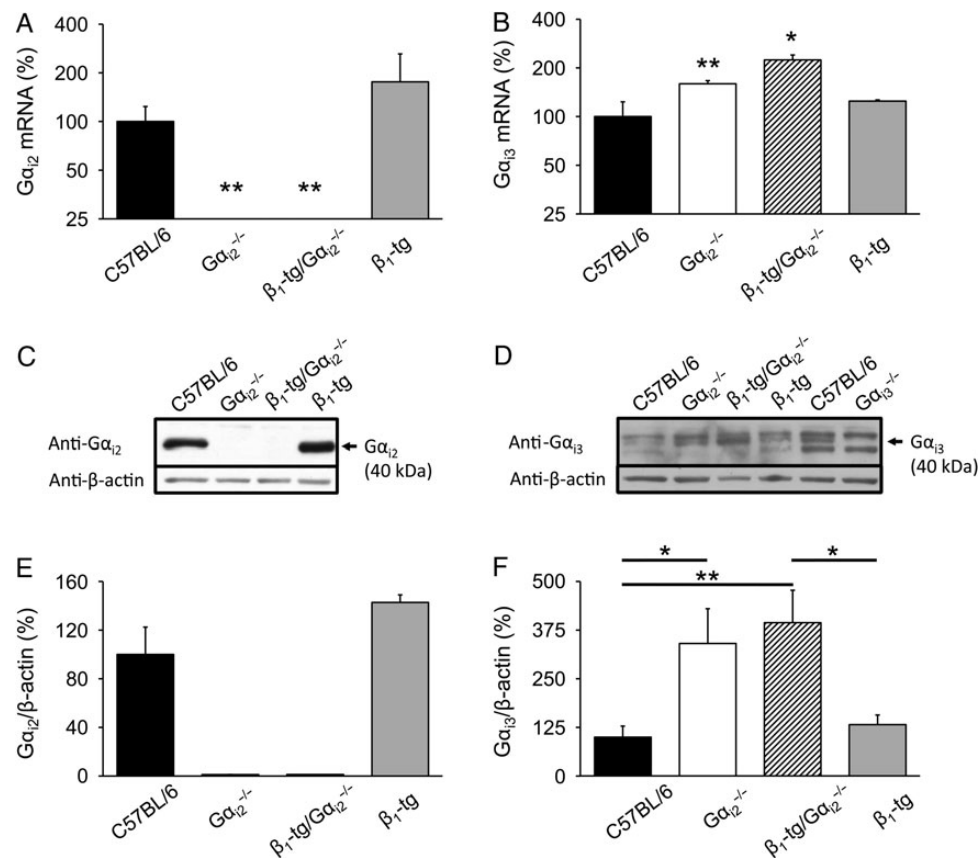 A
Gαi2 mRNA (%)
400
200
100
50
25
**
**
C57BL/6
Gαi2−/−
β1-tg/Gαi2−/−
β1-tg
B
Gαi3 mRNA (%)
400
200
100
50
25
**
*
C57BL/6
Gαi2−/−
β1-tg/Gαi2−/−
β1-tg
C
C57BL/6
Gαi2−/−
β1-tg/Gαi2−/−
β1-tg
Anti-Gαi2
Gαi2
(40 kDa)
Anti-β-actin
D
C57BL/6
Gαi2−/−
β1-tg/Gαi2−/−
β1-tg
C57BL/6
Gαi3−/−
Anti-Gαi3
Gαi3
(40 kDa)
Anti-β-actin
E
Gαi2/β-actin (%)
160
120
80
40
0
C57BL/6
Gαi2−/−
β1-tg/Gαi2−/−
β1-tg
F
Gαi3/β-actin (%)
*
*
**
500
375
250
125
0
C57BL/6
Gαi2−/−
β1-tg/Gαi2−/−
β1-tg